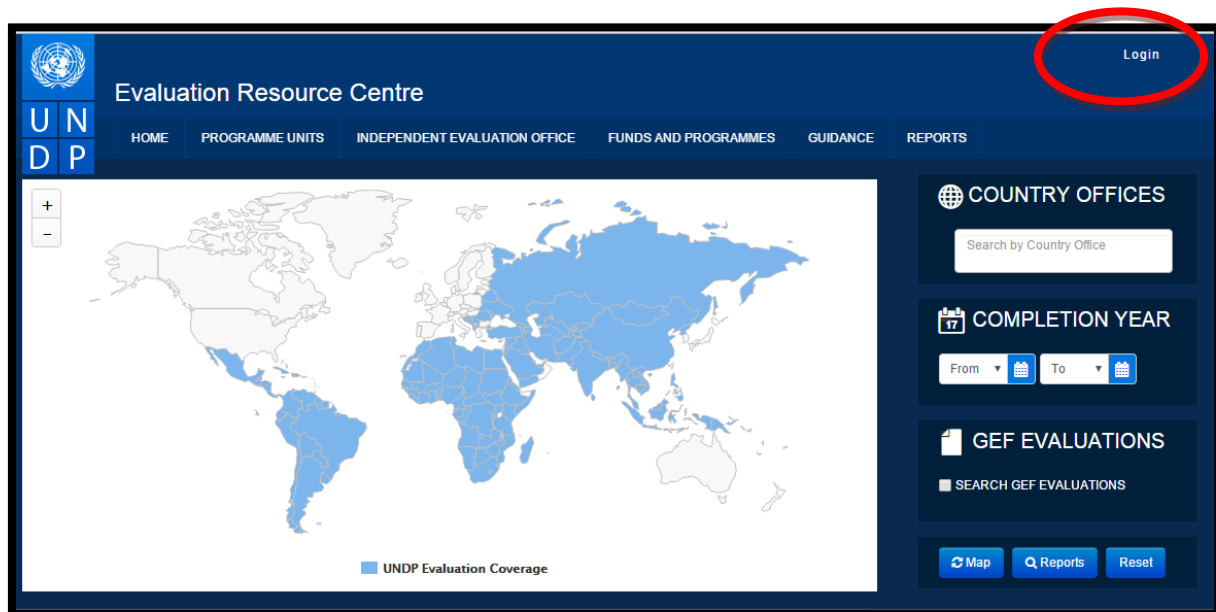 Login
Evaluation Resource Centre
U N
D P
HOME PROGRAMME UNITS INDEPENDENT EVALUATION OFFICE FUNDS AND PROGRAMMES GUIDANCE REPORTS
+
-
COUNTRY OFFICES
Search by Country Office
17 COMPLETION YEAR
From To
GEF EVALUATIONS
SEARCH GEF EVALUATIONS
UNDP Evaluation Coverage
Map Reports Reset